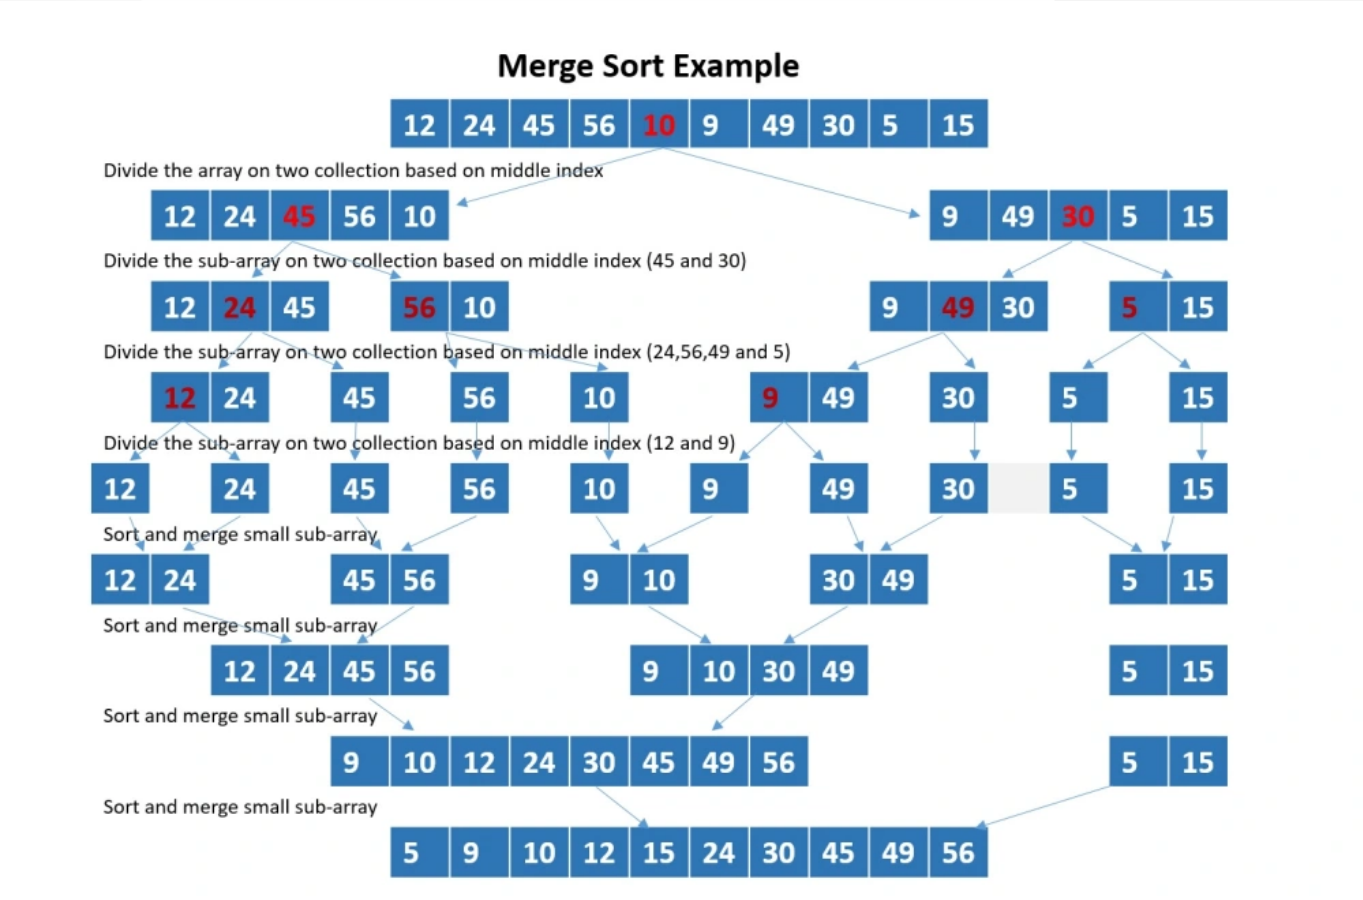 Merge Sort Example
12 24 45 56 10 9 49 30 5 15
Divide the array on two collection based on middle index
12 24 45 56 10 9 49 30 5 15
Divide the sub-array on two collection based on middle index (45 and 30)
12 24 45 56 10 9 49 30 5 15
Divide the sub-array on two collection based on middle index (24,56,49 and 5)
12 24 45 56 10 9 49 30 5 15
Divide the sub-array on two collection based on middle index (12 and 9)
12 24 45 56 10 9 49 30 5 15
Sort and merge small sub-array
12 24 45 56 9 10 30 49 5 15
Sort and merge small sub-array
12 24 45 56 9 10 30 49 5 15
Sort and merge small sub-array
9 10 12 24 30 45 49 56 5 15
Sort and merge small sub-array
5 9 10 12 15 24 30 45 49 56